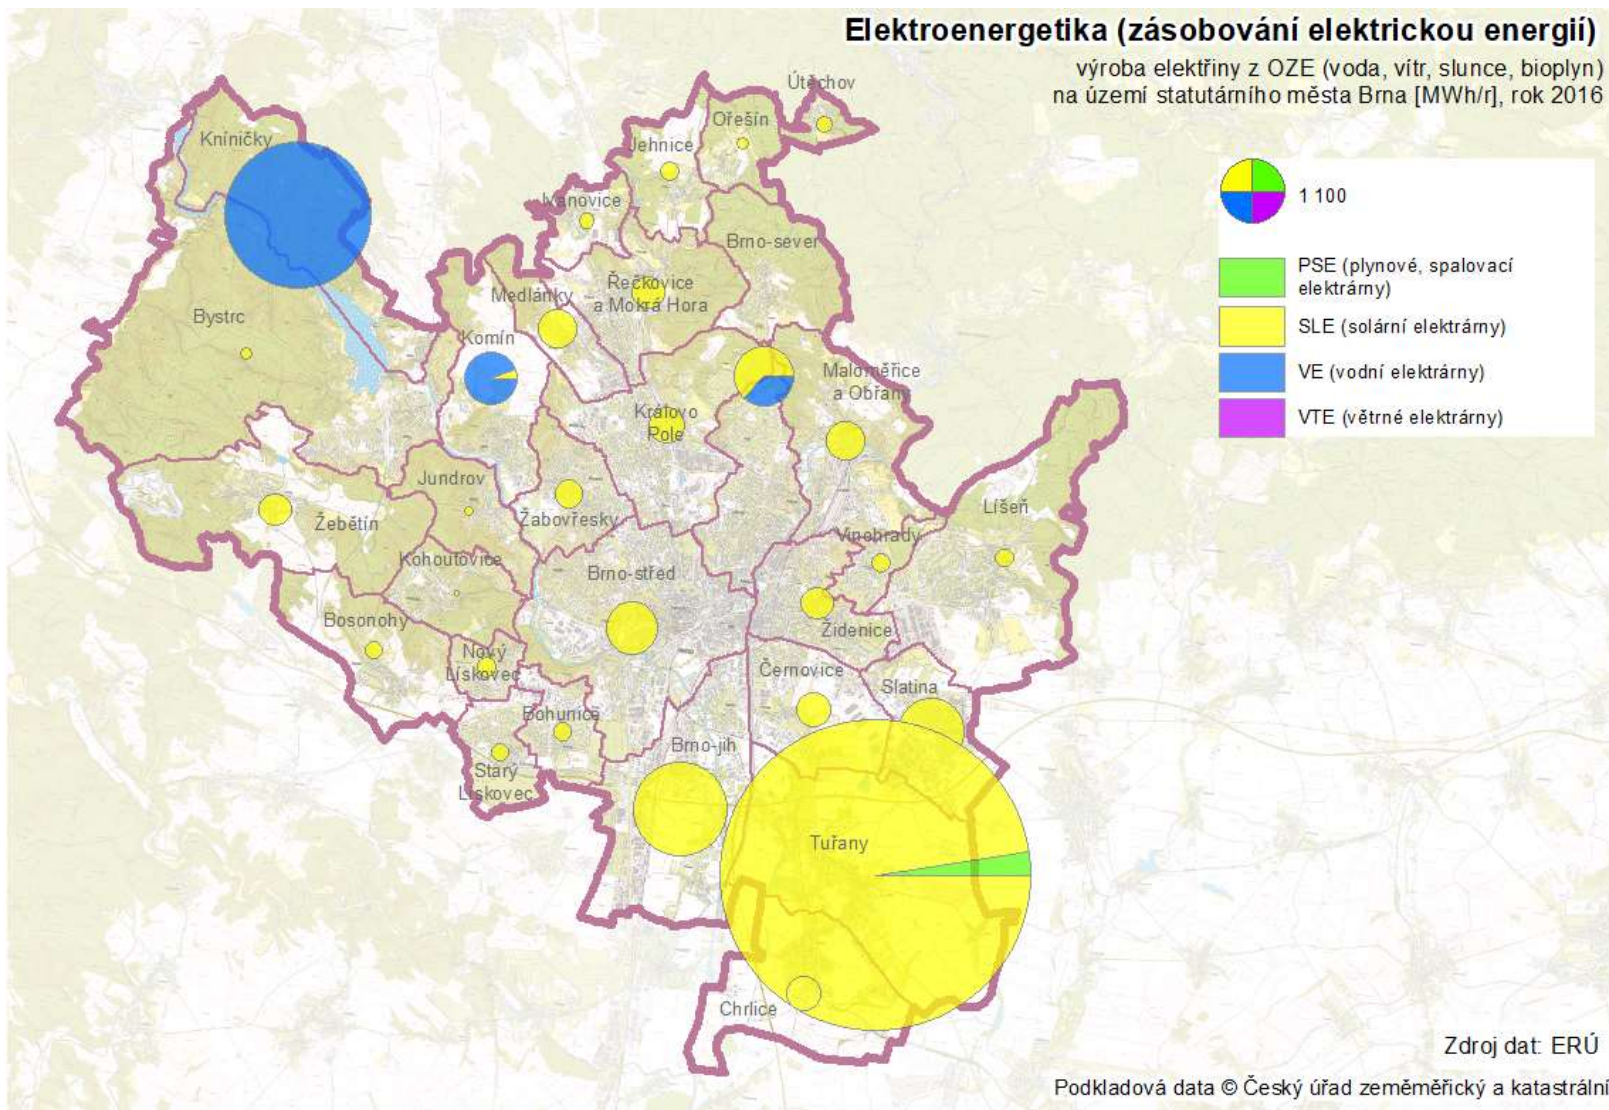 Elektroenergetika (zásobování elektrickou energií)
výroba elektřiny z OZE (voda, vítr, slunce, bioplyn)
na území statutárního města Brna [MWh/r], rok 2016
Útěchov
Ořešín
Kníničky
Jehnice
Ivanovice
1 100
Brno-sever
PSE (plynové, spalovací
elektrárny)
Řečkovice
a Mokrá Hora
Medlánky
Bystrc
SLE (solární elektrárny)
Komín
Maloměřice
a Obřany
VE (vodní elektrárny)
Královo
Pole
VTE (větrné elektrárny)
Jundrov
Líšeň
Žebětín
Žabovřesky
Vinohrady
Kohoutovice
Brno-střed
Bosonohy
Židenice
Nový
Lískovec
Černovice
Slatina
Bohunice
Brno-jih
Starý
Lískovec
Tuřany
Chrlice
Zdroj dat: ERÚ
Podkladová data © Český úřad zeměměřický a katastrální